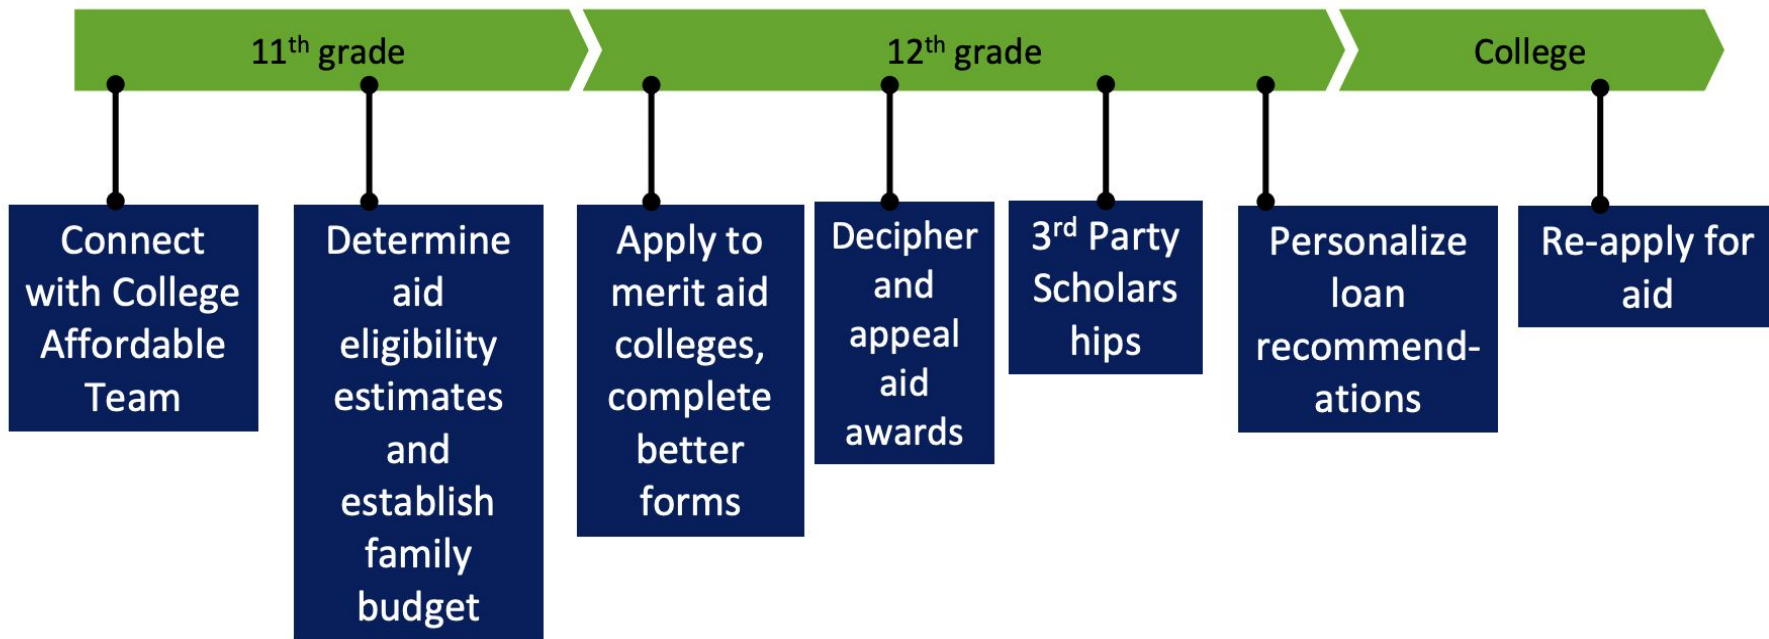 11th grade
12th grade
College
Connect
with College
Affordable
Team
Determine
aid
eligibility
estimates
and
establish
family
budget
Apply to
merit aid
colleges,
complete
better
forms
Decipher
and
appeal
aid
awards
3rd Party
Scholars
hips
Personalize
loan
recommend-
ations
Re-apply for
aid